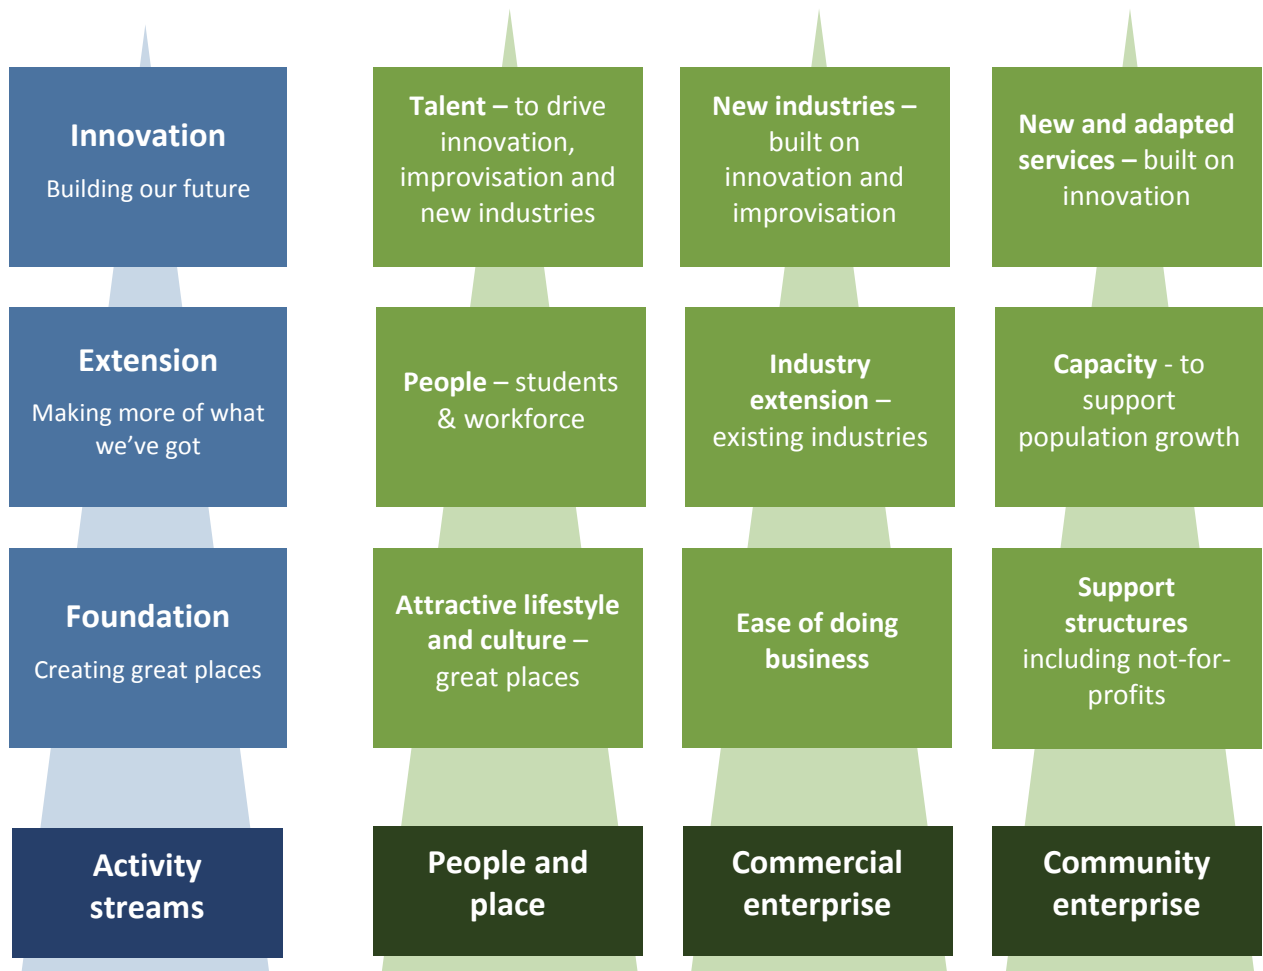 Innovation
Building our future
Talent – to drive
innovation,
improvisation and
new industries
New industries –
built on
innovation and
improvisation
New and adapted
services – built on
innovation
Extension
Making more of what
we’ve got
People – students
& workforce
Industry
extension –
existing industries
Capacity - to
support
population growth
Foundation
Creating great places
Attractive lifestyle
and culture –
great places
Ease of doing
business
Support
structures
including not-for-
profits
Activity
streams
People and
place
Commercial
enterprise
Community
enterprise